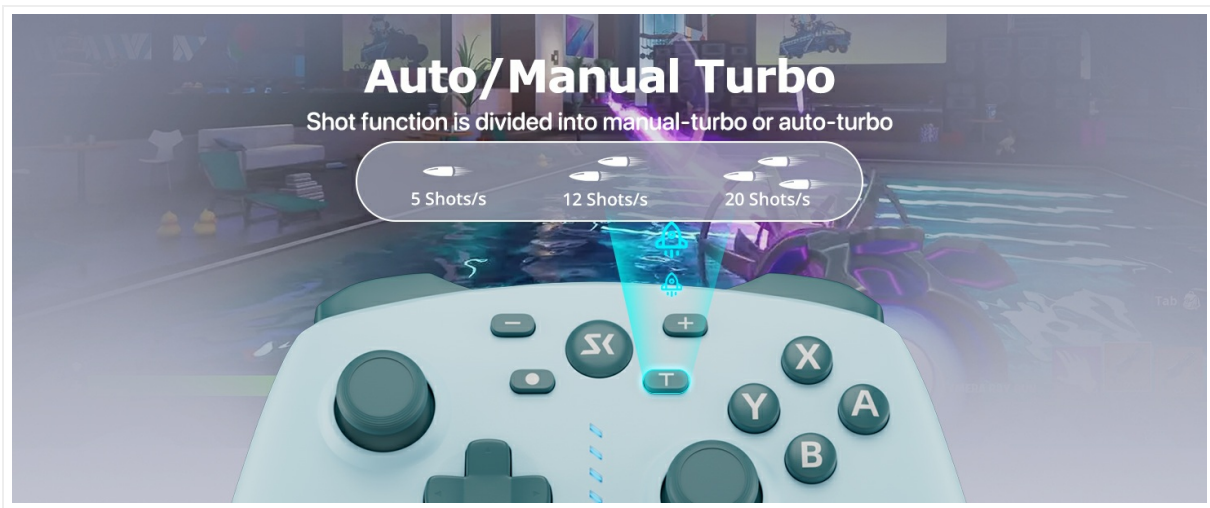 Auto/Manual Turbo
Shot function is divided into manual-turbo or auto-turbo
5 Shots/s 12 Shots/s 20 Shots/s
Tab
T
X
Y A
B